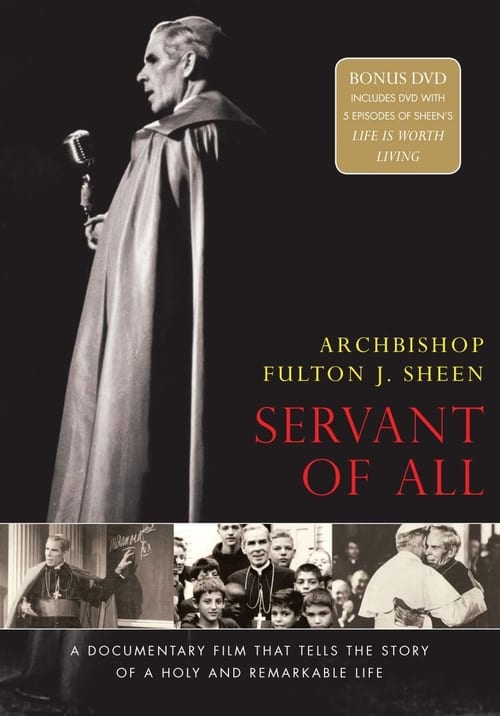 BONUS DVD
INCLUDES DVD WITH
5 EPISODES OF SHEEN'S
LIFE IS WORTH
LIVING
ARCHBISHOP
FULTON J. SHEEN
SERVANT
OF ALL
A DOCUMENTARY FILM THAT TELLS THE STORY
OF A HOLY AND REMARKABLE LIFE